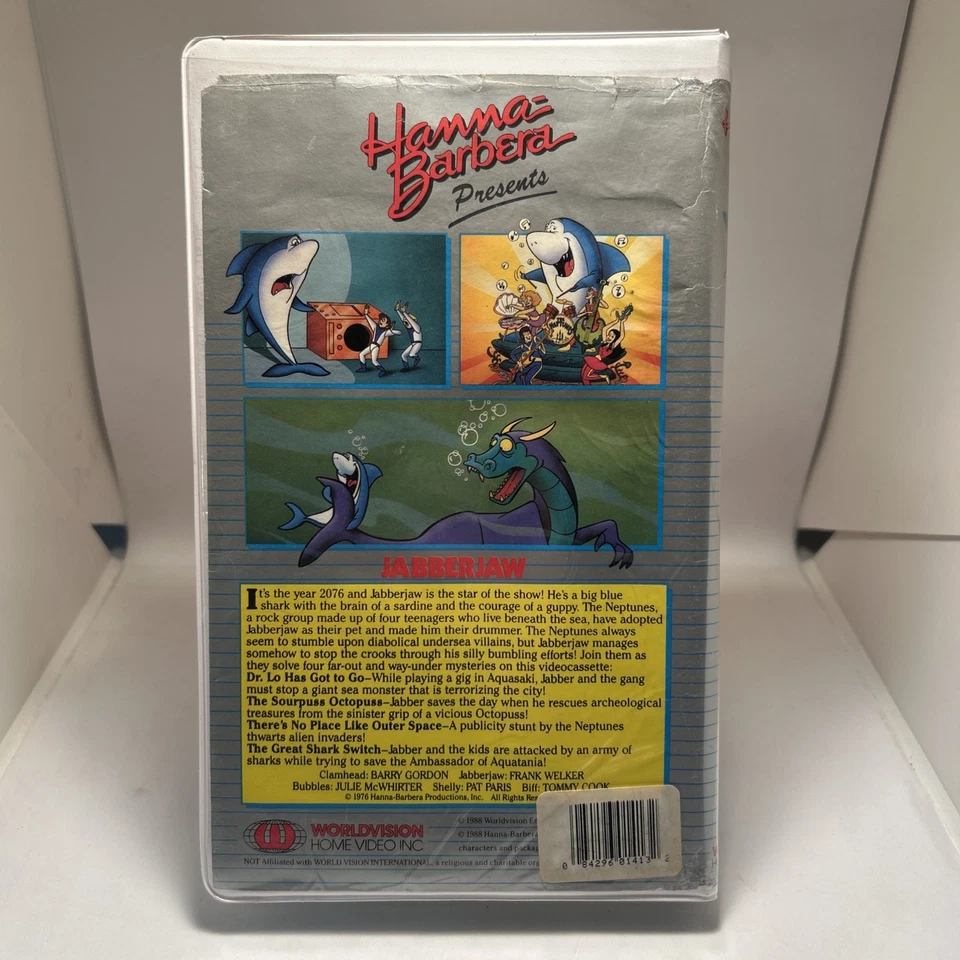 Hanna-
Barbera
Presents
JABBERJAW
It's the year 2076 and Jabberjaw is the star of the show! He's a big blue
shark with the brain of a sardine and the courage of a guppy. The Neptunes,
a rock group made up of four teenagers who live beneath the sea, have adopted
Jabberjaw as their pet and made him their drummer. The Neptunes always
seem to stumble upon diabolical undersea villains, but Jabberjaw manages
somehow to stop the crooks through his silly bumbling efforts! Join them as
they solve four far-out and way-under mysteries on this videocassette:
Dr. Lo Has Got to Go—While playing a gig in Aquasaki, Jabber and the gang
must stop a giant sea monster that is terrorizing the city!
The Sourpuss Octopuss—Jabber saves the day when he rescues archeological
treasures from the sinister grip of a vicious Octopuss!
There's No Place Like Outer Space—A publicity stunt by the Neptunes
thwarts alien invaders!
The Great Shark Switch—Jabber and the kids are attacked by an army of
sharks while trying to save the Ambassador of Aquatania!
Clamhead: BARRY GORDON Jabberjaw: FRANK WELKER
Bubbles: JULIE McWHIRTER Shelly: PAT PARIS Biff: TOMMY COOK
© 1976 Hanna-Barbera Productions, Inc. All Rights Res
WORLDVISION
HOME VIDEO INC.
© 1988 Worldvision En
© 1988 Hanna-Barbera
characters and packag
NOT Affiliated with WORLD VISION INTERNATIONAL, a religious and charitable org
0 84296 01413 2